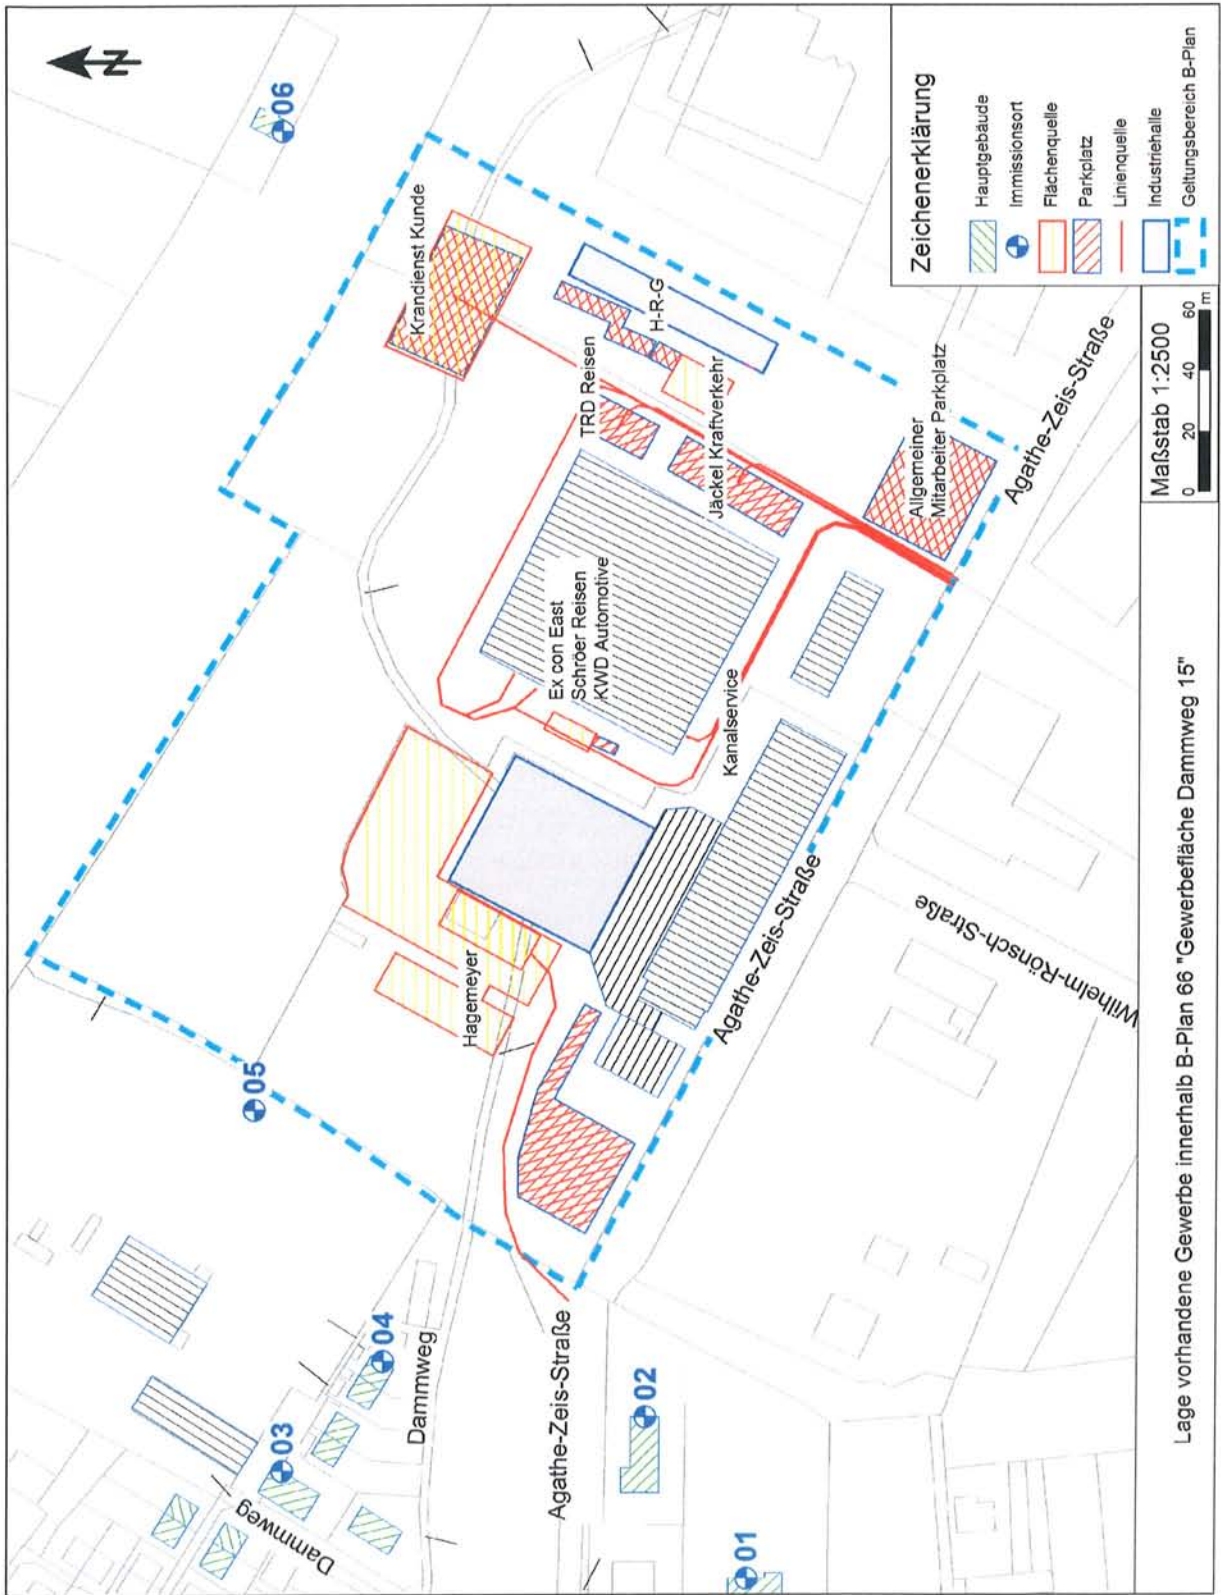 N
06
05
04
03
02
01
Krandienst Kunde
TRD Reisen
H-R-G
Jäckel Kraftverkehr
Ex con East
Schröer Reisen
KWD Automotive
Kanalservice
Hagemeyer
Allgemeiner
Mitarbeiter Parkplatz
Agathe-Zeis-Straße
Agathe-Zeis-Straße
Agathe-Zeis-Straße
Wilhelm-Rönsch-Straße
Dammweg
Dammweg
Zeichenerklärung
Hauptgebäude
Immissionsort
Flächenquelle
Parkplatz
Linienquelle
Industriehalle
Geltungsbereich B-Plan
Maßstab 1:2500
0 20 40 60
m
Lage vorhandene Gewerbe innerhalb B-Plan 66 "Gewerbefläche Dammweg 15"